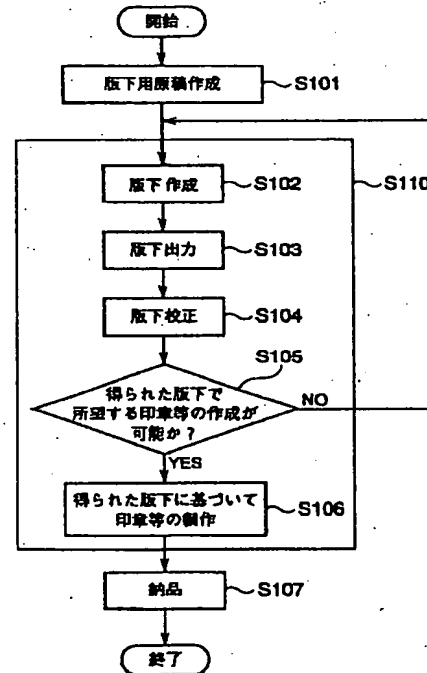 開始
版下用原稿作成
S101
版下作成
S102
S110
版下出力
S103
版下校正
S104
S105
得られた版下で
所望する印章等の作成が
可能か？
NO
YES
得られた版下に基づいて
印章等の制作
S106
納品
S107
終了